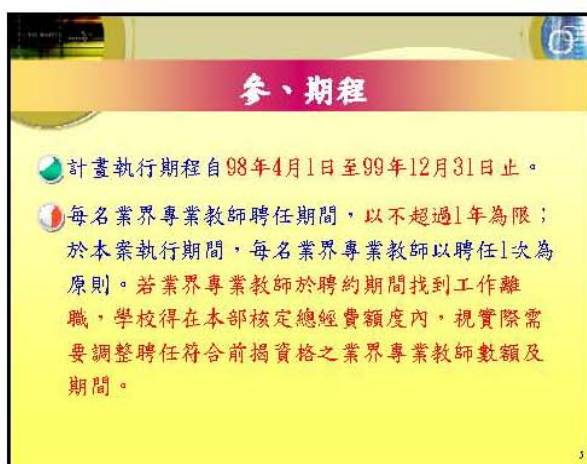 參、期程
計畫執行期程自98年4月1日至99年12月31日止。
每名業界專業教師聘任期間，以不超過1年為限；
於本案執行期間，每名業界專業教師以聘任1次為
原則。若業界專業教師於聘約期間找到工作離
職，學校得在本部核定總經費額度內，視實際需
要調整聘任符合前揭資格之業界專業教師數額及
期間。